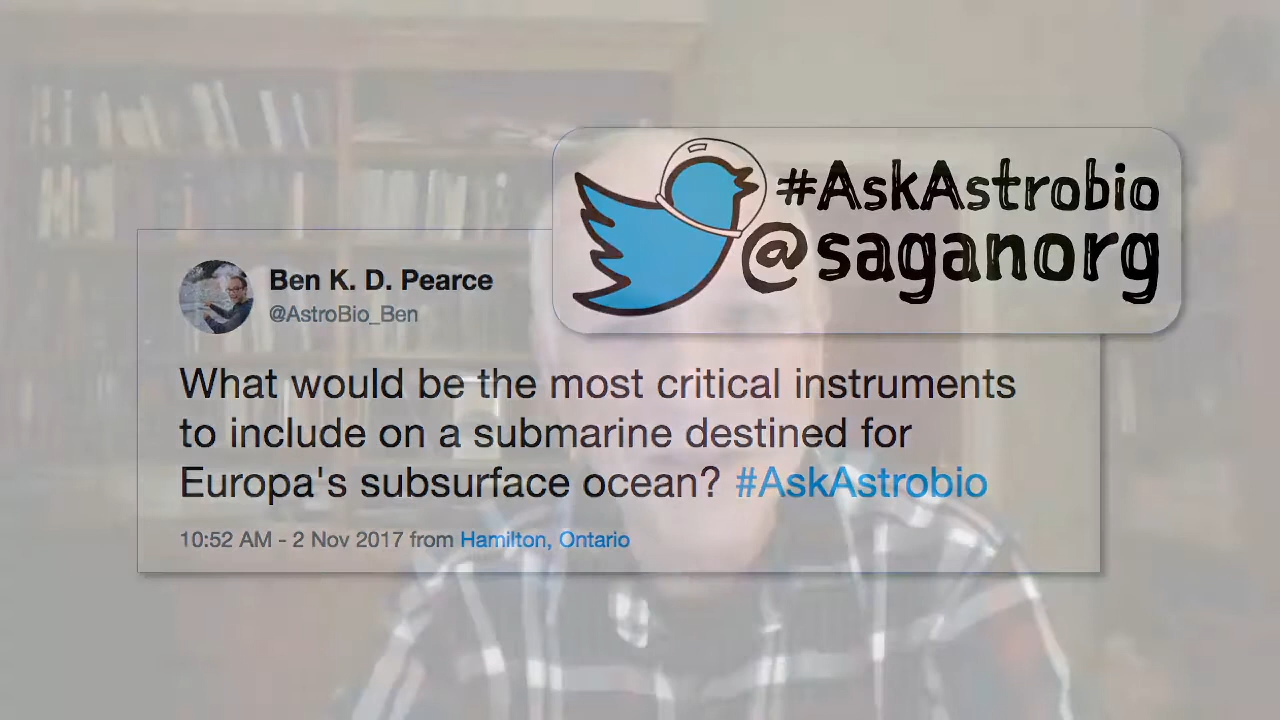 #AskAstrobio
@saganorg
Ben K. D. Pearce
@AstroBio_Ben
What would be the most critical instruments
to include on a submarine destined for
Europa's subsurface ocean? #AskAstrobio
10:52 AM - 2 Nov 2017 from Hamilton, Ontario